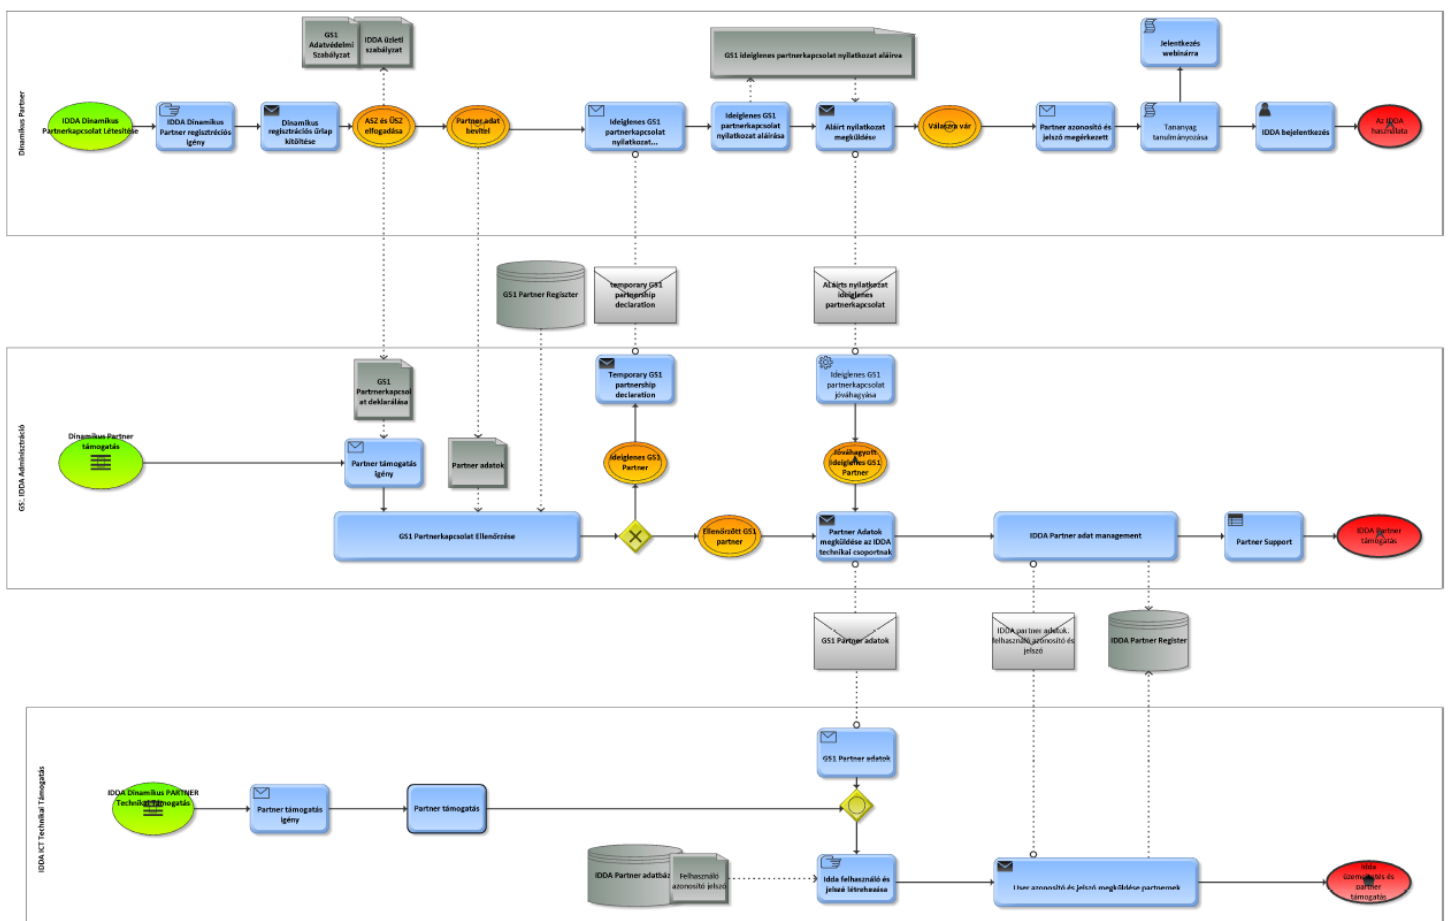 Dinamikus Partner
GS1
Adatvédelmi
Szabályzat
IDDA üzleti
szabályzat
GS1 ideiglenes partnerkapcsolat nyilatkozat aláírva
Jelentkezés
webinárra
IDDA Dinamikus
Partnerkapcsolat Létesítése
IDDA Dinamikus
Partner regisztrációs
igény
Dinamikus
regisztrációs űrlap
kitöltése
ASZ és ÜSZ
elfogadása
Partner adat
bevitel
Ideiglenes GS1
partnerkapcsolat
nyilatkozat...
Ideiglenes GS1
partnerkapcsolat
nyilatkozat aláírása
Aláírt nyilatkozat
megküldése
Válaszra vár
Partner azonosító és
jelszó megérkezett
Tananyag
tanulmányozása
IDDA bejelentkezés
Az IDDA
használata
GS1 Partner Regiszter
temporary GS1
partnership
declaration
ALáírts nyilatkozat
ideiglenes
partnerkapcsolat
GS1. IDDA Adminisztráció
GS1
Partnerkapcsol
at deklarálása
Temporary GS1
partnership
declaration
Ideiglenes GS1
partnerkapcsolat
jóváhagyása
Dinamikus Partner
támogatás
Partner támogatás
igény
Partner adatok
Ideiglenes GS1
Partner
Jóváhagyott
Ideiglenes GS1
Partner
GS1 Partnerkapcsolat Ellenőrzése
Ellenőrzött GS1
partner
Partner Adatok
megküldése az IDDA
technikai csoportnak
IDDA Partner adat management
Partner Support
IDDA Partner
támogatás
GS1 Partner adatok
IDDA partner adatok.
felhasználó azonosító és
jelszó
IDDA Partner Register
IDDA ICT Technikai Támogatás
GS1 Partner adatok
IDDA Dinamikus PARTNER
Technikai Támogatás
Partner támogatás
igény
Partner támogatás
IDDA Partner adatbáz
Felhasználó
azonosító jelszó
Idda felhasználó és
jelszó létrehozása
User azonosító és jelszó megküldése partnernek
Idda
üzemeltetés és
partner
támogatás